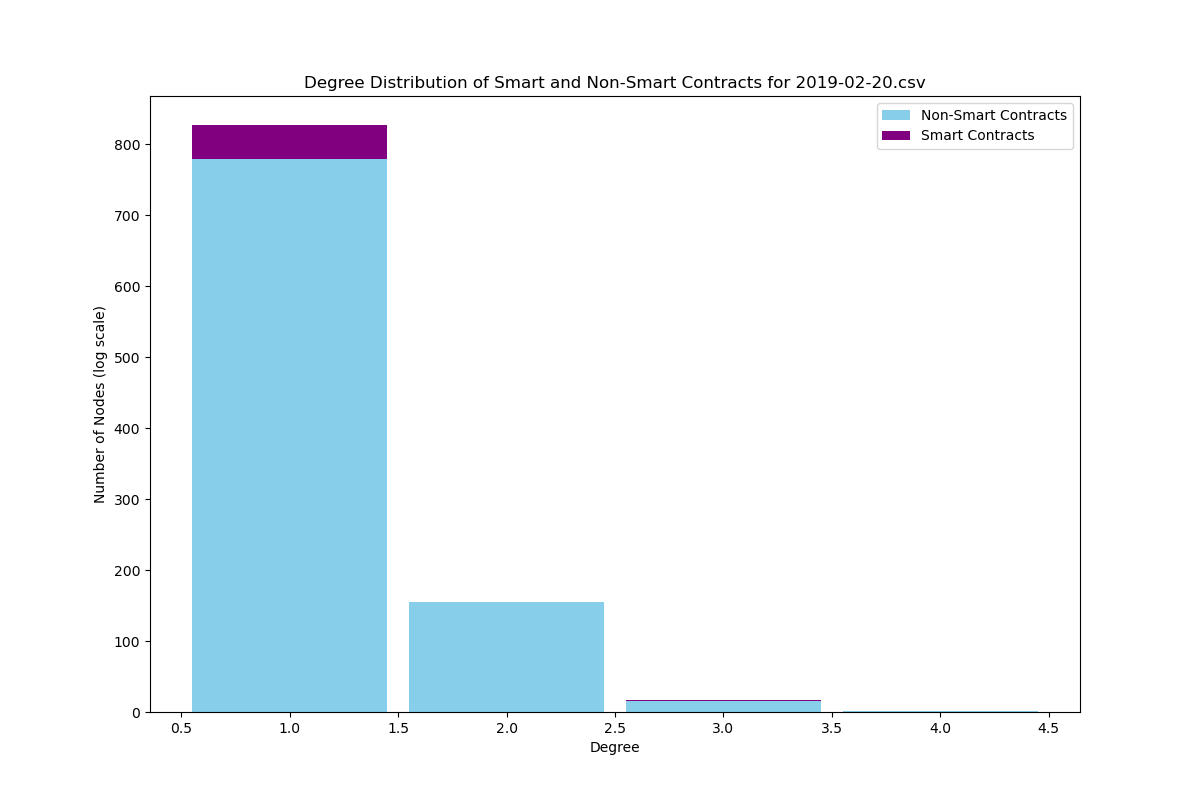 Degree Distribution of Smart and Non-Smart Contracts for 2019-02-20.csv
Non-Smart Contracts
Smart Contracts
800
700
600
500
400
300
200
100
0
Number of Nodes (log scale)
0.5 1.0 1.5 2.0 2.5 3.0 3.5 4.0 4.5
Degree